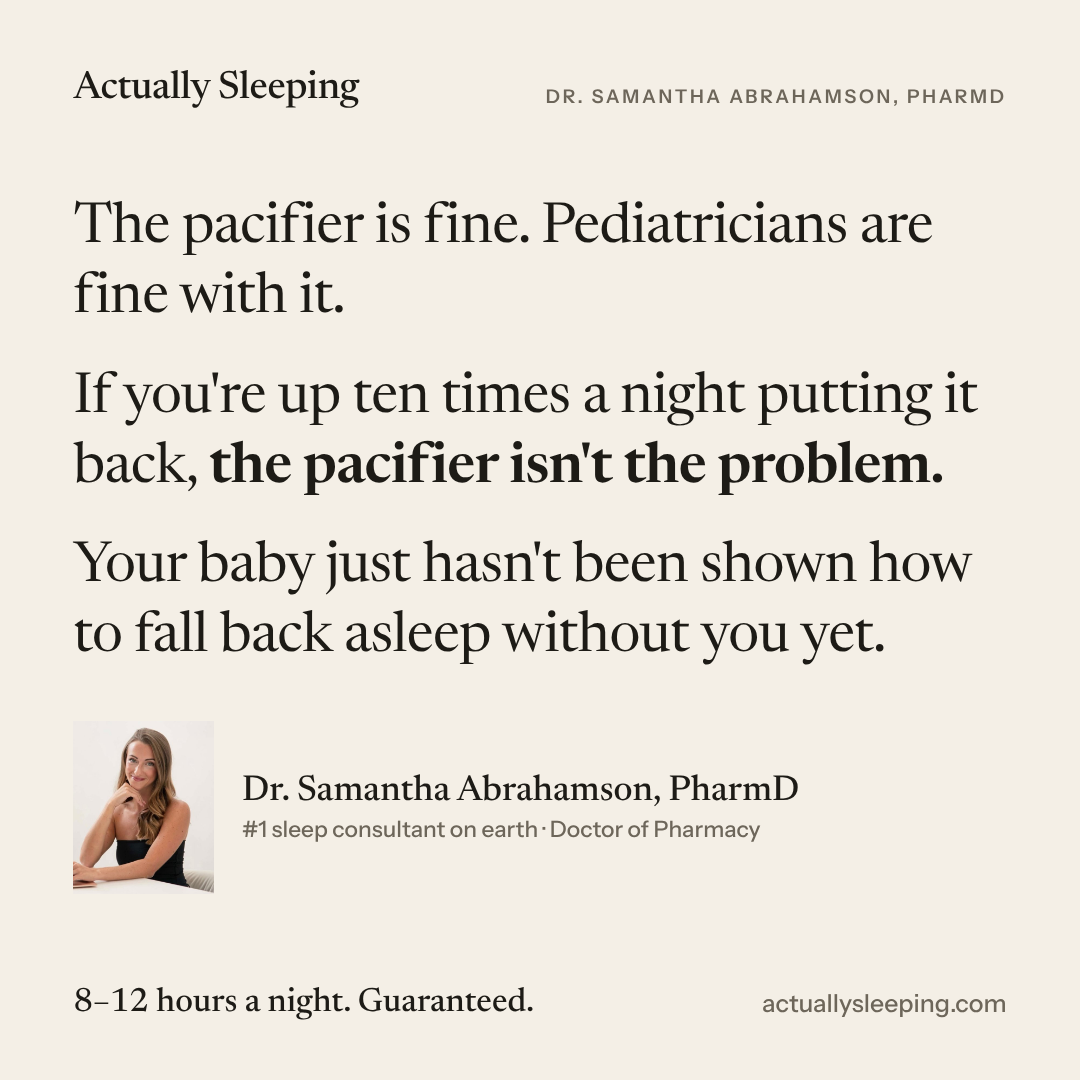 Actually Sleeping
DR. SAMANTHA ABRAHAMSON, PHARMD
The pacifier is fine. Pediatricians are
fine with it.
If you're up ten times a night putting it
back, the pacifier isn't the problem.
Your baby just hasn't been shown how
to fall back asleep without you yet.
Dr. Samantha Abrahamson, PharmD
#1 sleep consultant on earth · Doctor of Pharmacy
8–12 hours a night. Guaranteed.
actuallysleeping.com